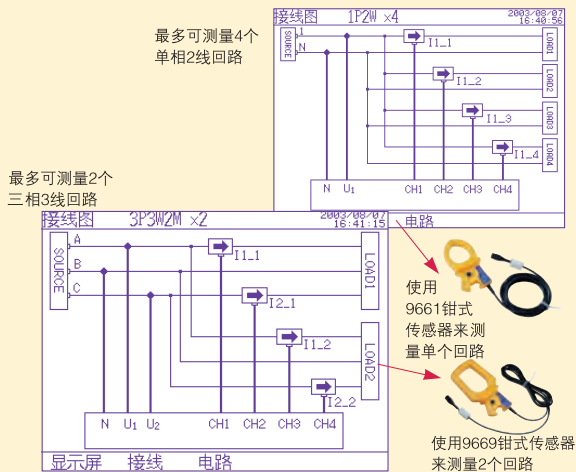 最多可测量4个
单相2线回路
接线图 1P2W ×4 2003/08/07
16:40:56
SOURCE
1
N
I1_1
I1_2
I1_3
I1_4
LOAD1
LOAD2
LOAD3
LOAD4
N U1 CH1 CH2 CH3 CH4
电路
最多可测量2个
三相3线回路
接线图 3P3W2M ×2 2003/08/07
16:41:15
SOURCE
A
B
C
I1_1
I2_1
I1_2
I2_2
LOAD1
LOAD2
N U1 U2 CH1 CH2 CH3 CH4
显示屏 接线 电路
使用
9661钳式
传感器来测
量单个回路
使用9669钳式传感器
来测量2个回路